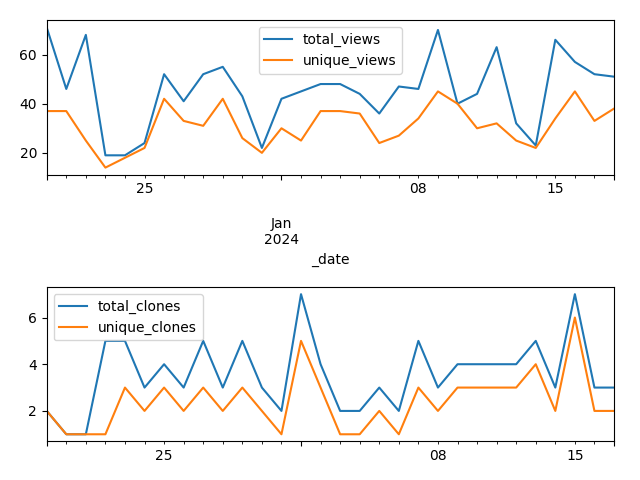 total_views
unique_views
60
40
20
25
08
15
Jan
2024
_date
total_clones
unique_clones
6
4
2
25
08
15